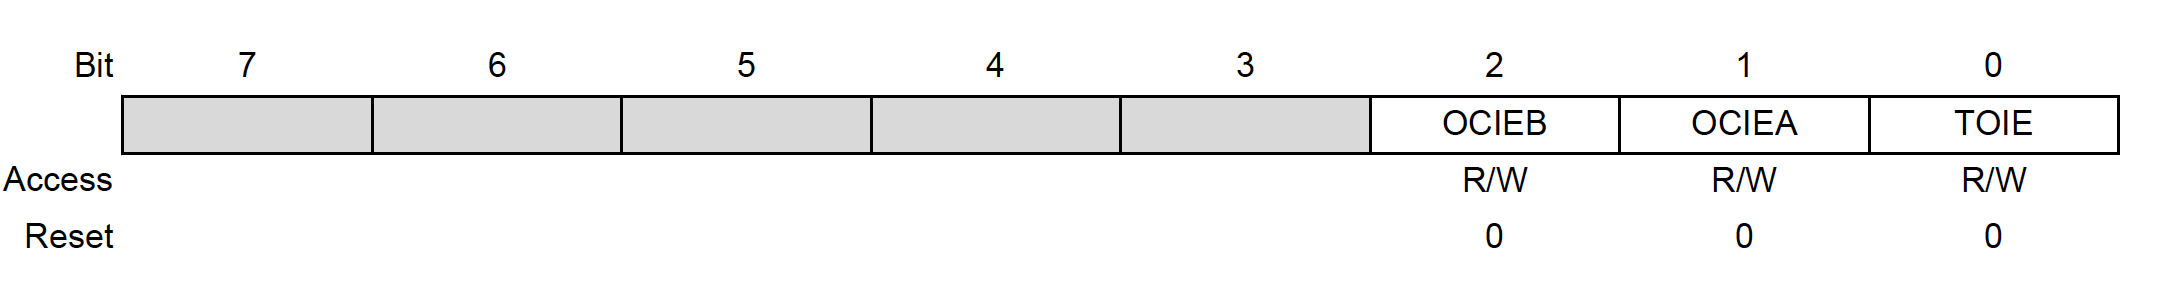 Bit 7 6 5 4 3 2 1 0
OCIEB OCIEA TOIE
Access R/W R/W R/W
Reset 0 0 0